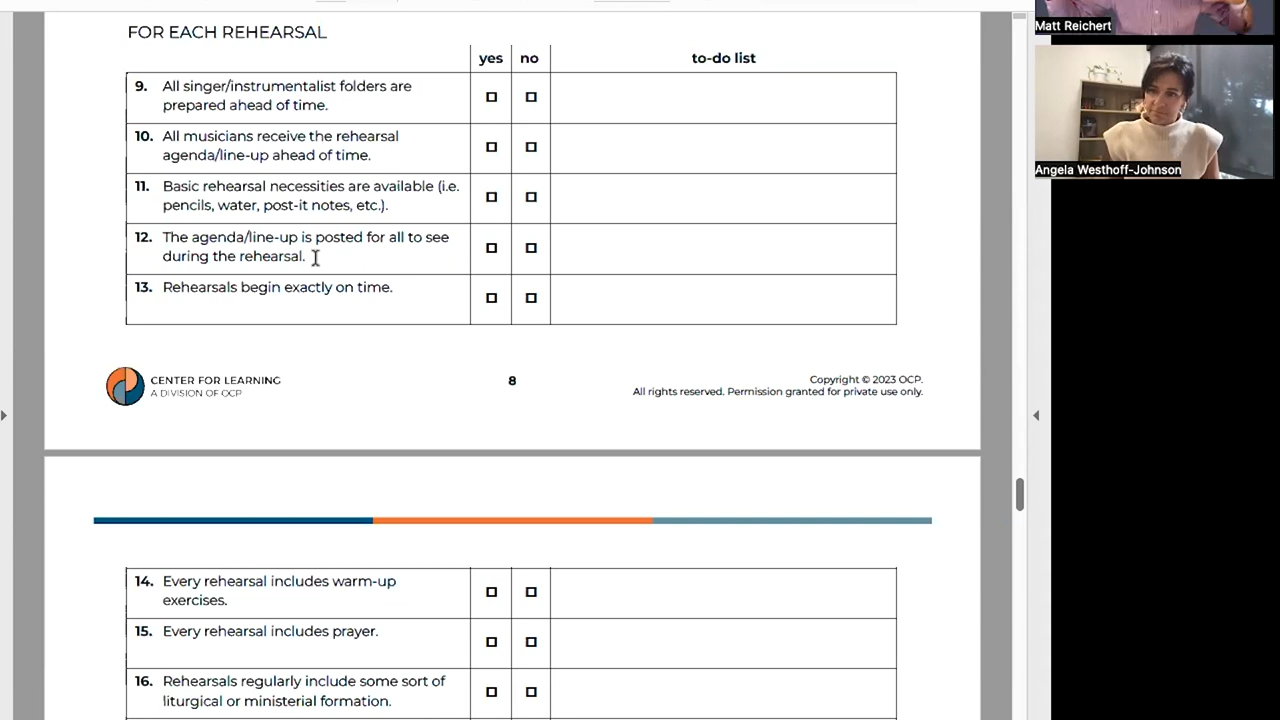 FOR EACH REHEARSAL
yes no to-do list
9. All singer/instrumentalist folders are
prepared ahead of time.
10. All musicians receive the rehearsal
agenda/line-up ahead of time.
11. Basic rehearsal necessities are available (i.e.
pencils, water, post-it notes, etc.).
12. The agenda/line-up is posted for all to see
during the rehearsal.
13. Rehearsals begin exactly on time.
CENTER FOR LEARNING
A DIVISION OF OCP
8
Copyright © 2023 OCP.
All rights reserved. Permission granted for private use only.
14. Every rehearsal includes warm-up
exercises.
15. Every rehearsal includes prayer.
16. Rehearsals regularly include some sort of
liturgical or ministerial formation.
Matt Reichert
Angela Westhoff-Johnson